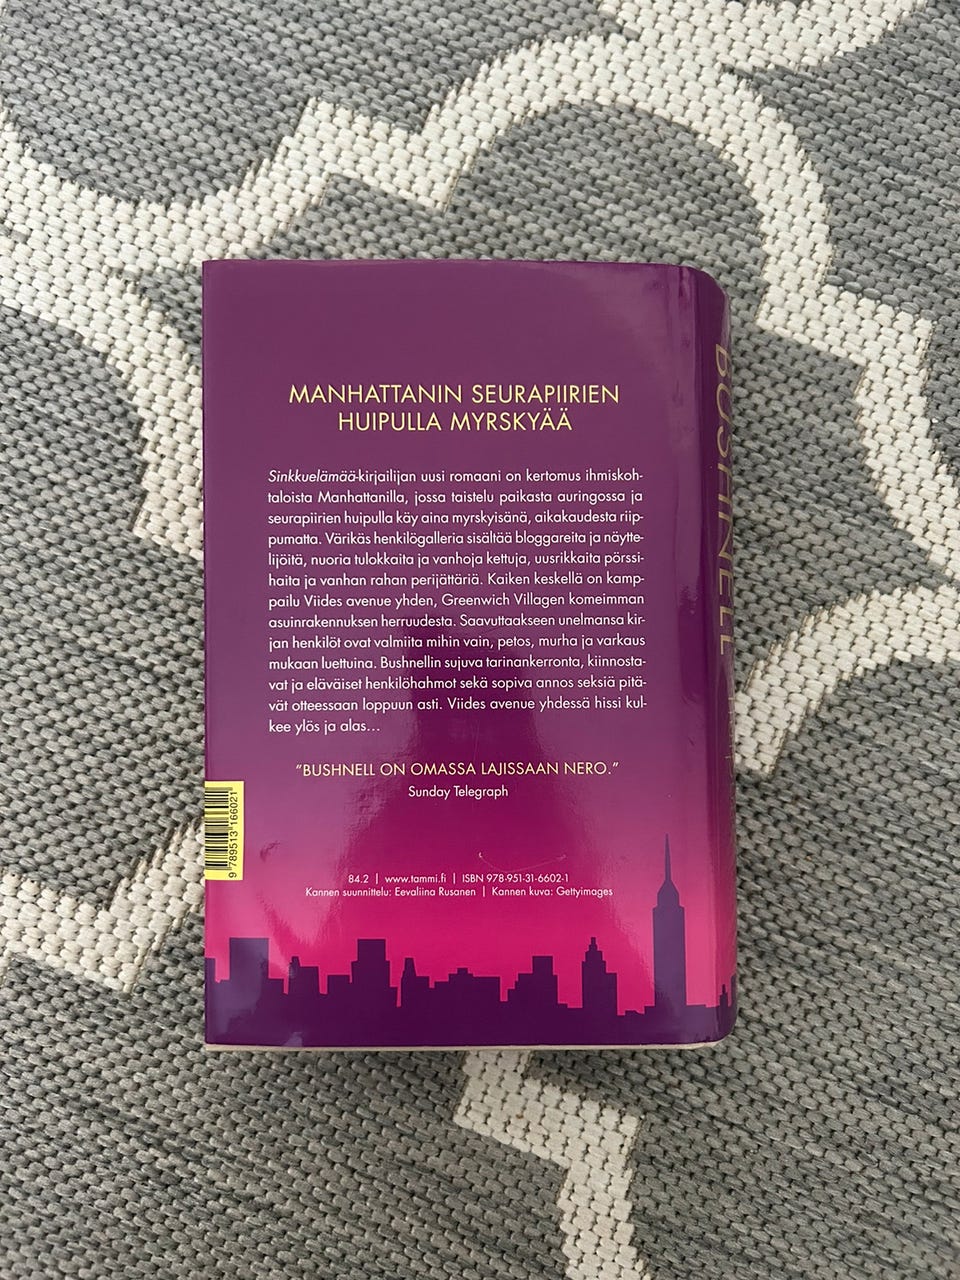 MANHATTANIN SEURAPIIRIEN
HUIPULLA MYRSKYÄÄ
Sinkkuelämää-kirjailijan uusi romaani on kertomus ihmiskoh-
taloista Manhattanilla, jossa taistelu paikasta auringossa ja
seurapiirien huipulla käy aina myrskyisänä, aikakaudesta riip-
pumatta. Värikäs henkilögalleria sisältää bloggareita ja näytte-
lijöitä, nuoria tulokkaita ja vanhoja kettuja, uusrikkaita pörssi-
haita ja vanhan rahan perijättäriä. Kaiken keskellä on kamp-
pailu Viides avenue yhden, Greenwich Villagen komeimman
asuinrakennuksen herruudesta. Saavuttaakseen unelmansa kir-
jan henkilöt ovat valmiita mihin vain, petos, murha ja varkaus
mukaan luettuina. Bushnellin sujuva tarinankerronta, kiinnosta-
vat ja eläväiset henkilöhahmot sekä sopiva annos seksiä pitä-
vät otteessaan loppuun asti. Viides avenue yhdessä hissi kul-
kee ylös ja alas...
"BUSHNELL ON OMASSA LAJISSAAN NERO."
Sunday Telegraph
84.2 | www.tammi.fi | ISBN 978-951-31-6602-1
Kannen suunnittelu: Eevaliina Rusanen | Kannen kuva: Gettyimages
9 789513 166021
BUSHNELL